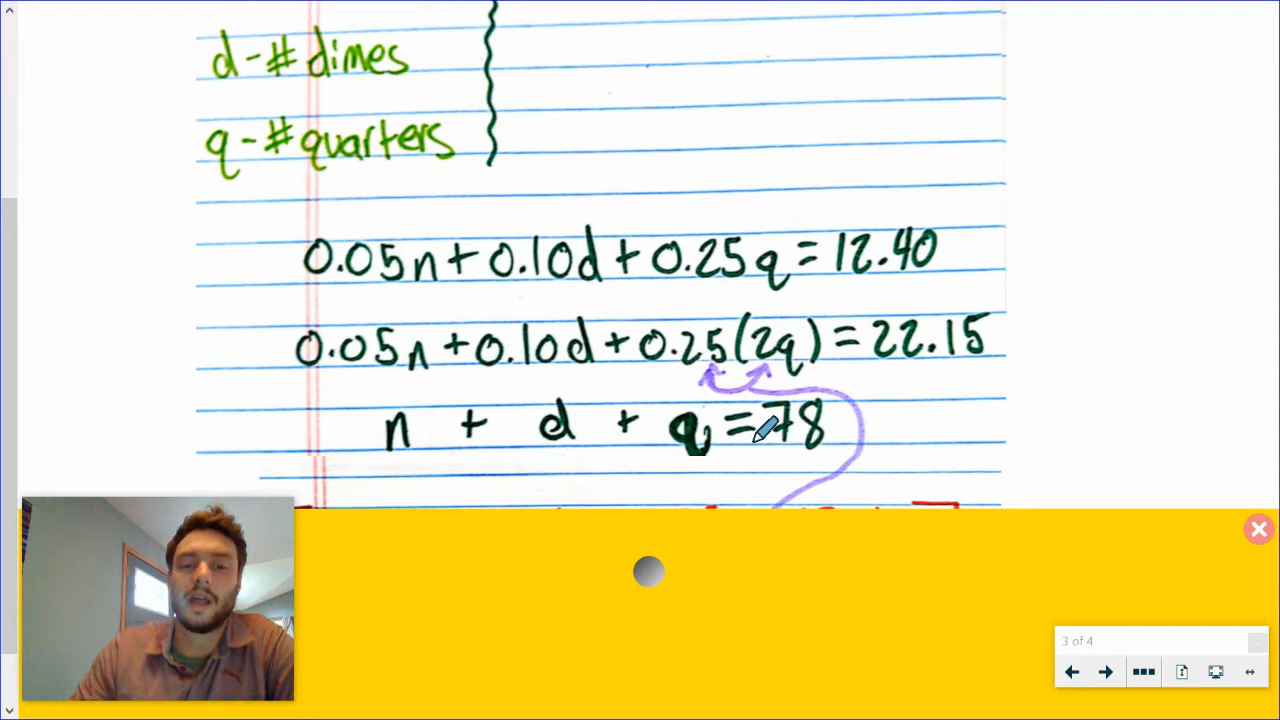 d - # dimes
q - # quarters
0.05n + 0.10d + 0.25q = 12.40
0.05n + 0.10d + 0.25(2q) = 22.15
n + d + q = 78
3 of 4